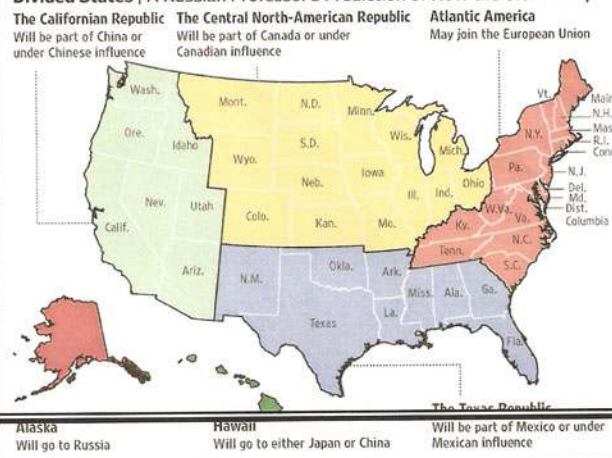 The Californian Republic
Will be part of China or
under Chinese influence
The Central North-American Republic
Will be part of Canada or under
Canadian influence
Atlantic America
May join the European Union
Wash.
Ore.
Idaho
Nev.
Utah
Calif.
Ariz.
Mont.
N.D.
Minn.
Wis.
S.D.
Wyo.
Neb.
Iowa
Mich.
Ill.
Ind.
Ohio
Colo.
Kan.
Mo.
N.M.
Okla.
Ark.
Texas
La.
Miss.
Ala.
Ga.
Fla.
Vt.
N.H.
R.I.
N.Y.
Pa.
N.J.
Del.
Md.
Dist.
Columbia
W.Va.
Va.
Ky.
Tenn.
N.C.
S.C.
Alaska
Will go to Russia
Hawaii
Will go to either Japan or China
The Texas Republic
Will be part of Mexico or under
Mexican influence